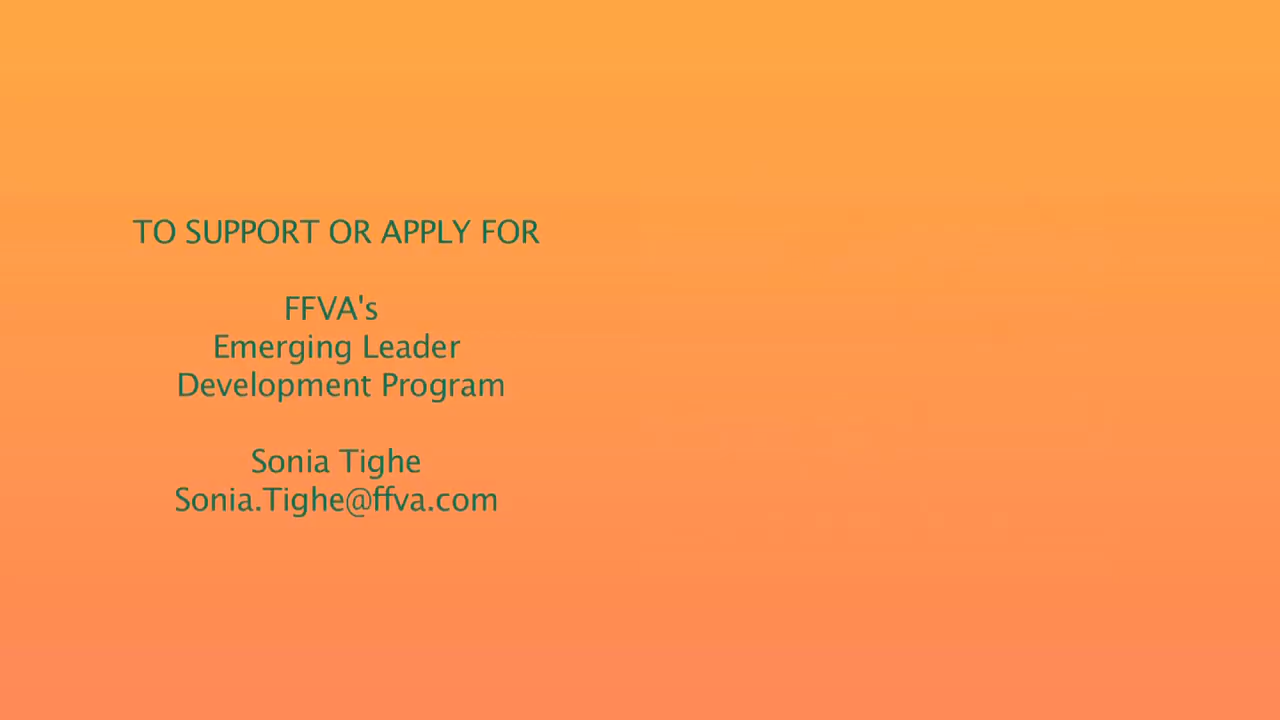 TO SUPPORT OR APPLY FOR
FFVA's
Emerging Leader
Development Program
Sonia Tighe
Sonia.Tighe@ffva.com